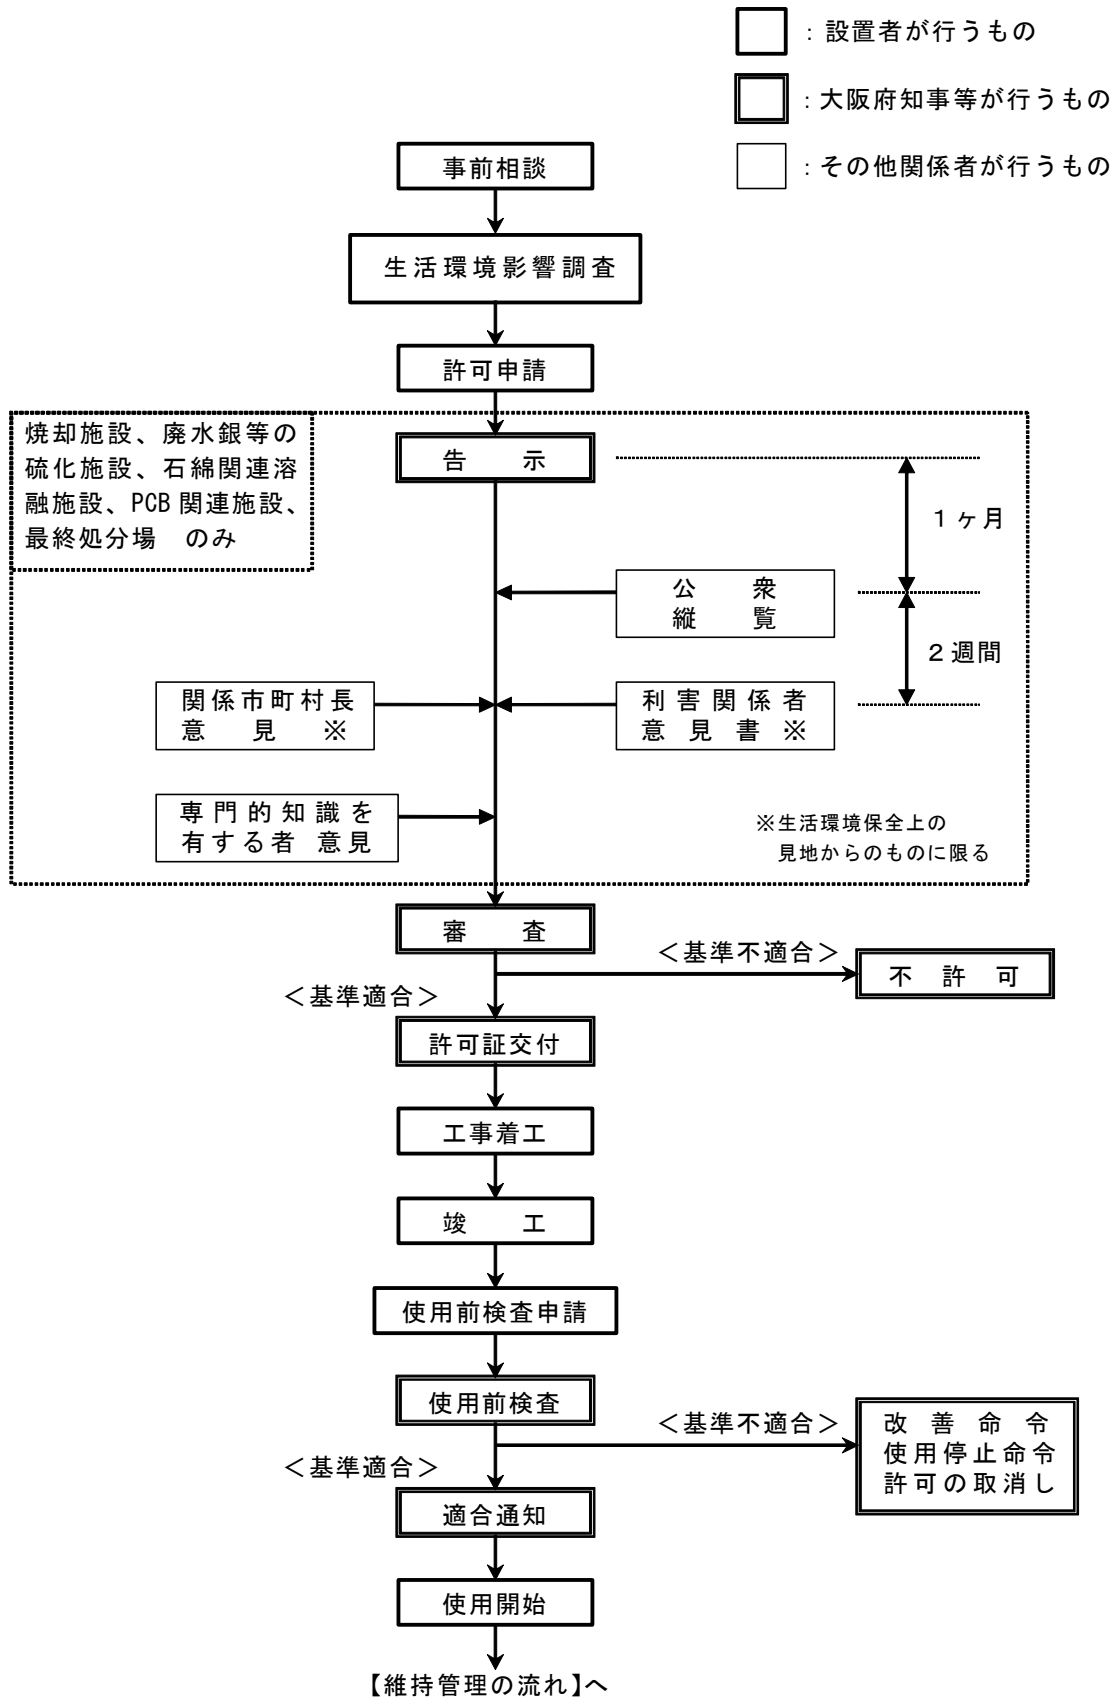 ：設置者が行うもの
：大阪府知事等が行うもの
：その他関係者が行うもの
事前相談
生活環境影響調査
許可申請
焼却施設、廃水銀等の
硫化施設、石綿関連溶
融施設、PCB関連施設、
最終処分場　のみ
告　示
１ヶ月
公　衆
縦　覧
２週間
関係市町村長
意　見　※
利害関係者
意見書※
専門的知識を
有する者 意見
※生活環境保全上の
見地からのものに限る
審　査
＜基準不適合＞
不　許　可
＜基準適合＞
許可証交付
工事着工
竣　工
使用前検査申請
使用前検査
＜基準不適合＞
改　善　命　令
使用停止命令
許可の取消し
＜基準適合＞
適合通知
使用開始
【維持管理の流れ】へ